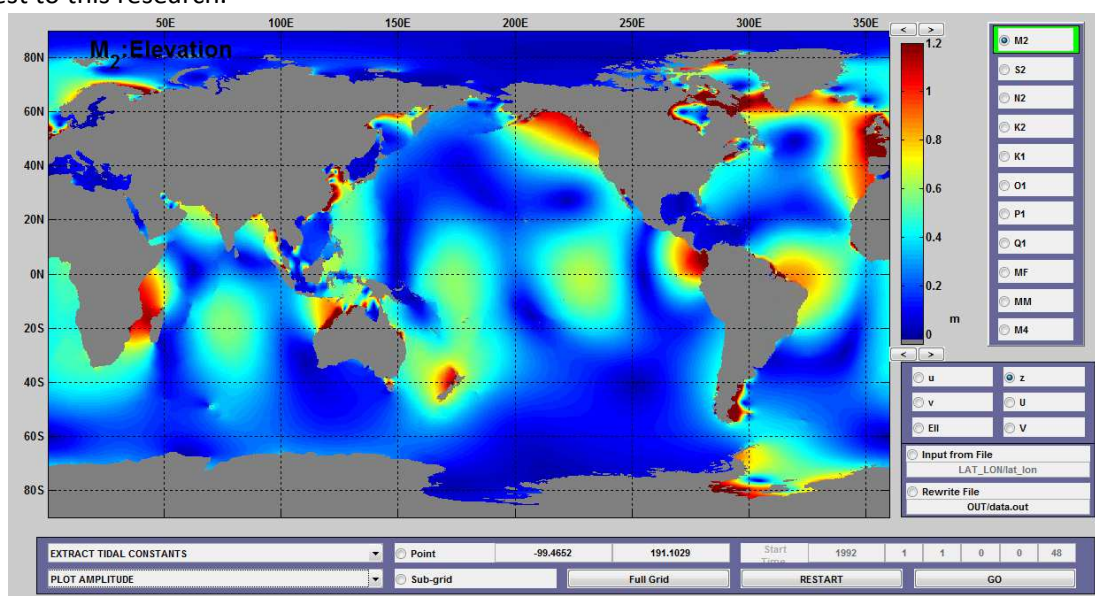 est to this research.
50E 100E 150E 200E 250E 300E 350E
M2:Elevation
80N
60N
40N
20N
0N
20S
40S
60S
80S
< >
1.2
1
0.8
0.6
0.4
0.2
0
m
< >
M2
S2
N2
K2
K1
O1
P1
Q1
MF
MM
M4
u z
v U
Ell V
Input from File
LAT_LON/lat_lon
Rewrite File
OUT/data.out
EXTRACT TIDAL CONSTANTS Point -99.4652 191.1029 Start Time 1992 1 1 0 0 48
PLOT AMPLITUDE Sub-grid Full Grid RESTART GO